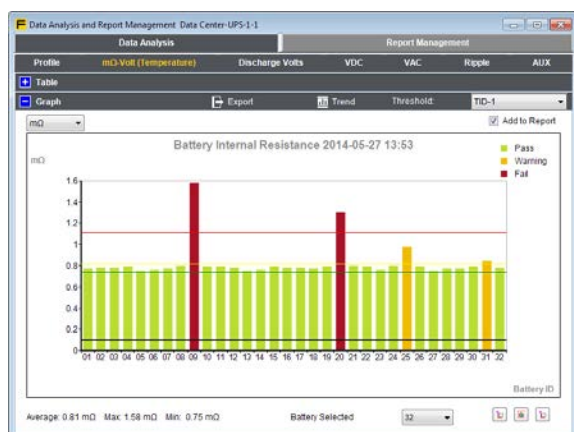 Data Analysis and Report Management Data Center-UPS-1-1
Data Analysis Report Management
Profile mΩ-Volt (Temperature) Discharge Volts VDC VAC Ripple AUX
Table
Graph Export Trend Threshold: TID-1
mΩ Add to Report
Battery Internal Resistance 2014-05-27 13:53
mΩ
Pass
Warning
Fail
1.6
1.4
1.2
1
0.8
0.6
0.4
0.2
0
01 02 03 04 05 06 07 08 09 10 11 12 13 14 15 16 17 18 19 20 21 22 23 24 25 26 27 28 29 30 31 32
Battery ID
Average: 0.81 mΩ Max: 1.58 mΩ Min: 0.75 mΩ Battery Selected 32